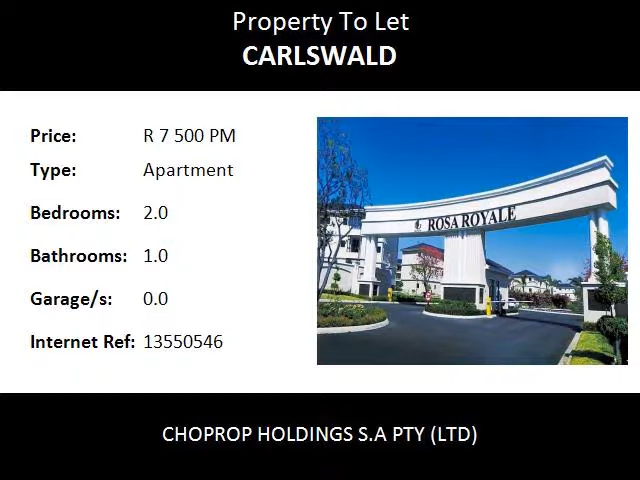 Property To Let
CARLSWALD
Price: R 7 500 PM
Type: Apartment
Bedrooms: 2.0
Bathrooms: 1.0
Garage/s: 0.0
Internet Ref: 13550546
ROSA ROYALE
CHOPROP HOLDINGS S.A PTY (LTD)